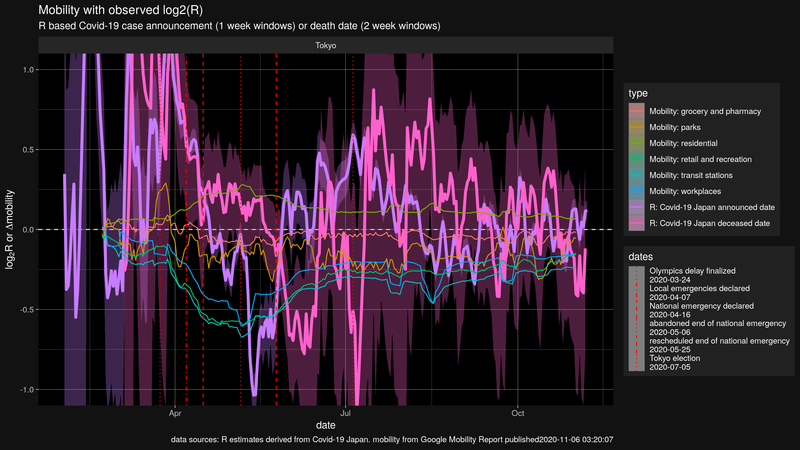 Mobility with observed log2(R)
R based Covid-19 case announcement (1 week windows) or death date (2 week windows)
Tokyo
1.0
0.5
0.0
-0.5
-1.0
log₂R or Δmobility
Apr
Jul
Oct
date
data sources: R estimates derived from Covid-19 Japan. mobility from Google Mobility Report published2020-11-06 03:20:07
type
Mobility: grocery and pharmacy
Mobility: parks
Mobility: residential
Mobility: retail and recreation
Mobility: transit stations
Mobility: workplaces
R: Covid-19 Japan announced date
R: Covid-19 Japan deceased date
dates
Olympics delay finalized
2020-03-24
Local emergencies declared
2020-04-07
National emergency declared
2020-04-16
abandoned end of national emergency
2020-05-06
rescheduled end of national emergency
2020-05-25
Tokyo election
2020-07-05